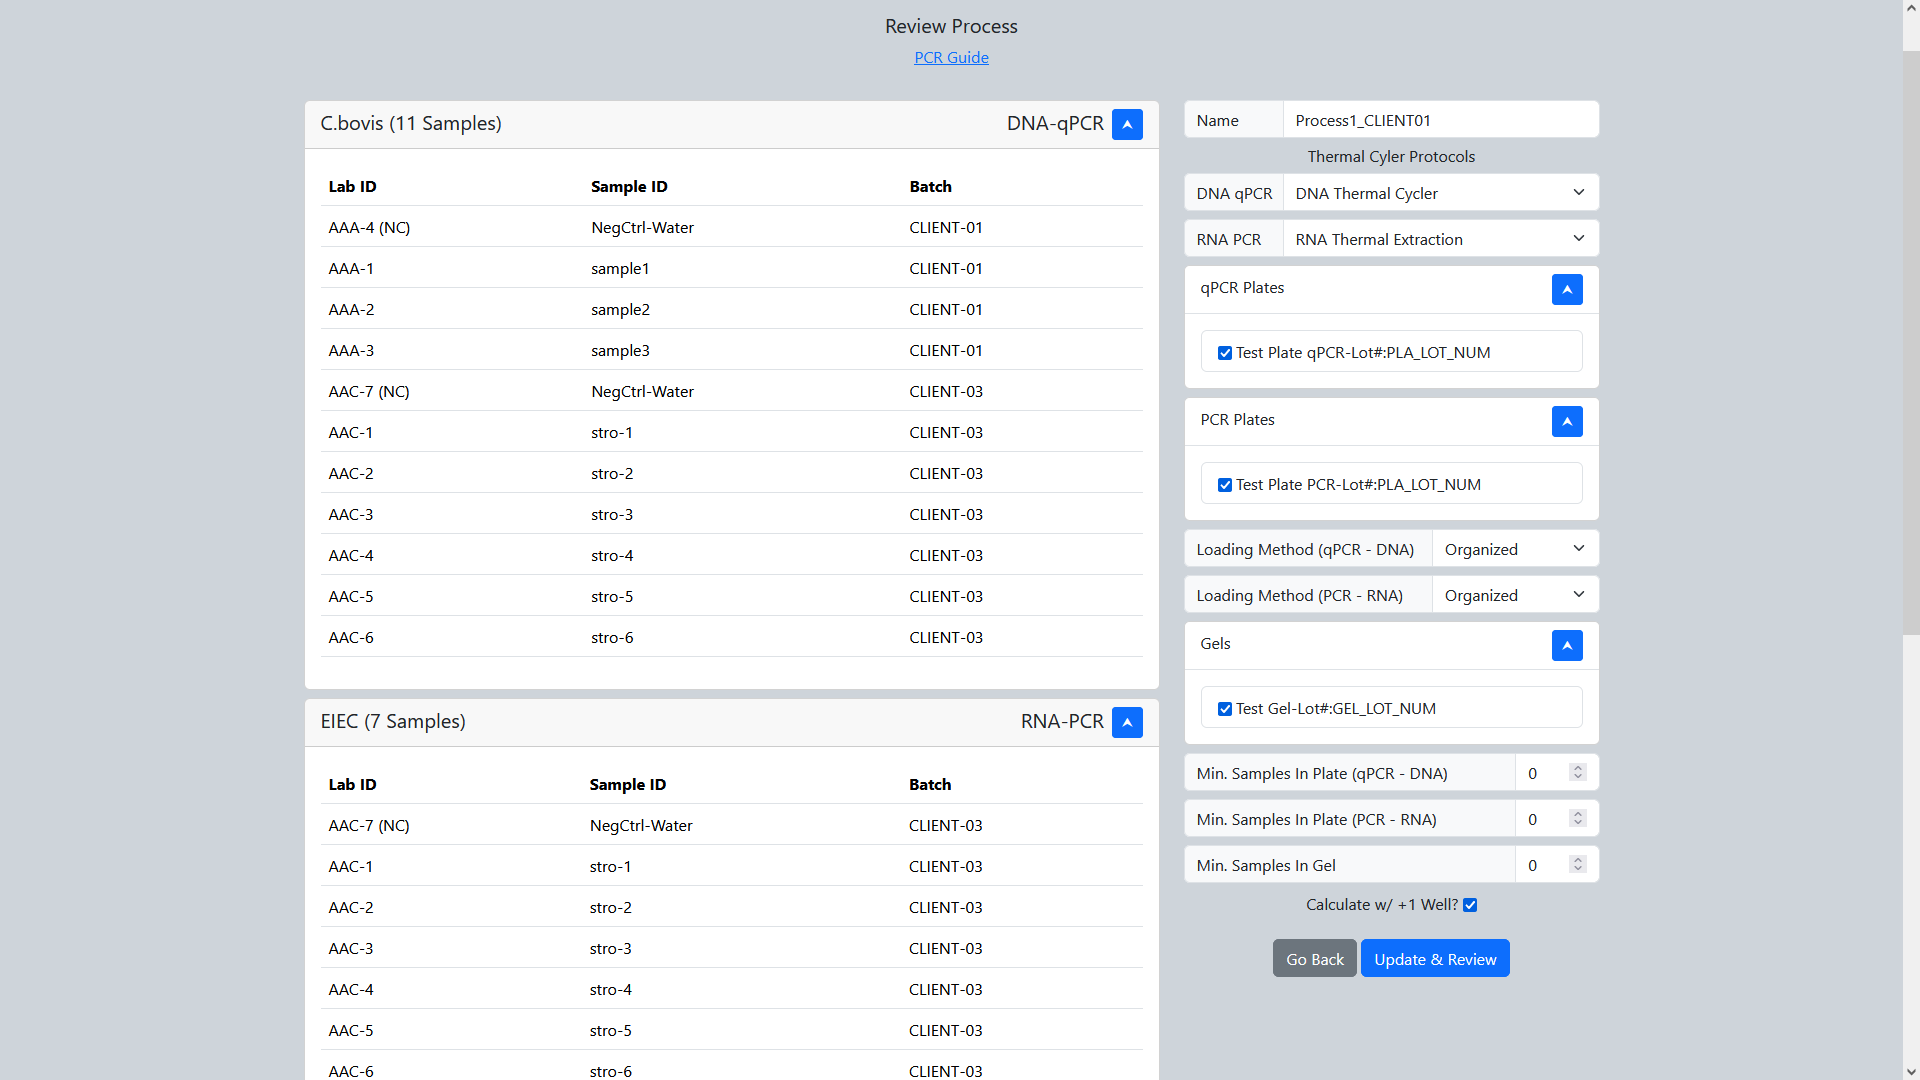 Review Process
PCR Guide
C.bovis (11 Samples) DNA-qPCR
Lab ID Sample ID Batch
AAA-4 (NC) NegCtrl-Water CLIENT-01
AAA-1 sample1 CLIENT-01
AAA-2 sample2 CLIENT-01
AAA-3 sample3 CLIENT-01
AAC-7 (NC) NegCtrl-Water CLIENT-03
AAC-1 stro-1 CLIENT-03
AAC-2 stro-2 CLIENT-03
AAC-3 stro-3 CLIENT-03
AAC-4 stro-4 CLIENT-03
AAC-5 stro-5 CLIENT-03
AAC-6 stro-6 CLIENT-03
EIEC (7 Samples) RNA-PCR
Lab ID Sample ID Batch
AAC-7 (NC) NegCtrl-Water CLIENT-03
AAC-1 stro-1 CLIENT-03
AAC-2 stro-2 CLIENT-03
AAC-3 stro-3 CLIENT-03
AAC-4 stro-4 CLIENT-03
AAC-5 stro-5 CLIENT-03
AAC-6 stro-6 CLIENT-03
Name Process1_CLIENT01
Thermal Cyler Protocols
DNA qPCR DNA Thermal Cycler
RNA PCR RNA Thermal Extraction
qPCR Plates
Test Plate qPCR-Lot#:PLA_LOT_NUM
PCR Plates
Test Plate PCR-Lot#:PLA_LOT_NUM
Loading Method (qPCR - DNA) Organized
Loading Method (PCR - RNA) Organized
Gels
Test Gel-Lot#:GEL_LOT_NUM
Min. Samples In Plate (qPCR - DNA) 0
Min. Samples In Plate (PCR - RNA) 0
Min. Samples In Gel 0
Calculate w/ +1 Well?
Go Back Update & Review